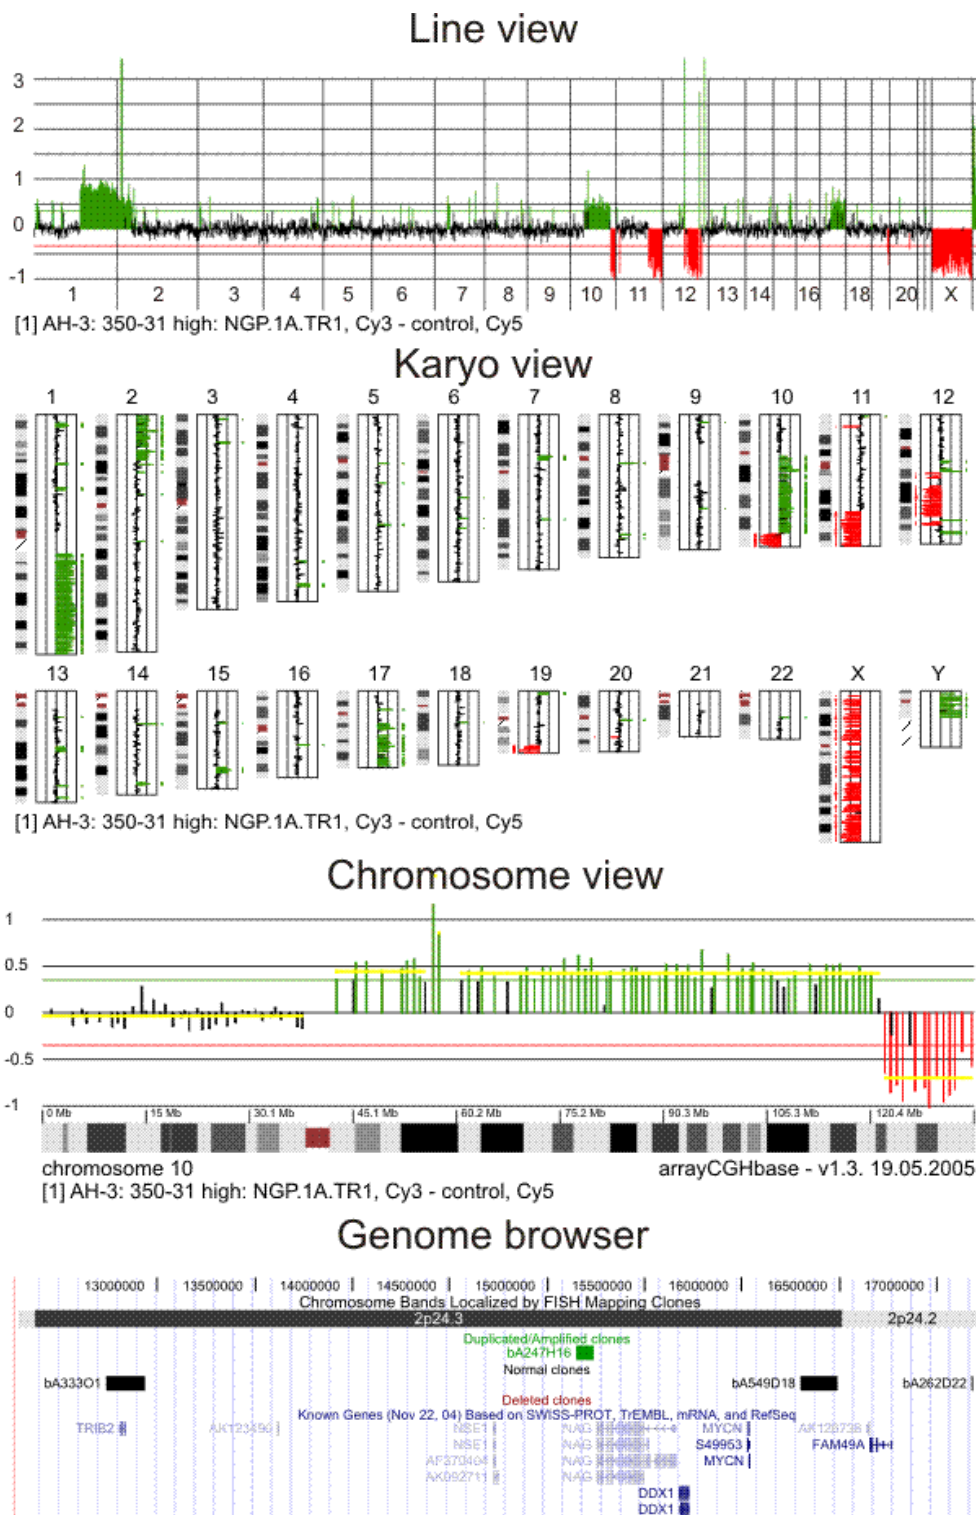 Line view
3
2
1
0
-1
1 2 3 4 5 6 7 8 9 10 11 12 13 14 16 18 20 X
[1] AH-3: 350-31 high: NGP.1A.TR1, Cy3 - control, Cy5
Karyo view
1 2 3 4 5 6 7 8 9 10 11 12
13 14 15 16 17 18 19 20 21 22 X Y
[1] AH-3: 350-31 high: NGP.1A.TR1, Cy3 - control, Cy5
Chromosome view
1
0.5
0
-0.5
-1
0 Mb 15 Mb 30.1 Mb 45.1 Mb 60.2 Mb 75.2 Mb 90.3 Mb 105.3 Mb 120.4 Mb
chromosome 10 arrayCGHbase - v1.3. 19.05.2005
[1] AH-3: 350-31 high: NGP.1A.TR1, Cy3 - control, Cy5
Genome browser
13000000 13500000 14000000 14500000 15000000 15500000 16000000 16500000 17000000
Chromosome Bands Localized by FISH Mapping Clones
2p24.3 2p24.2
Duplicated/Amplified clones
bA247H16
Normal clones
bA333O1 bA549D18 bA262D22
Deleted clones
Known Genes (Nov 22, 04) Based on SWISS-PROT, TrEMBL, mRNA, and RefSeq
TRIB2 NSE1 NAG MYCN
NSE1 NAG S49953 FAM49A
NAG MYCN
AK092711 NAG
DDX1
DDX1